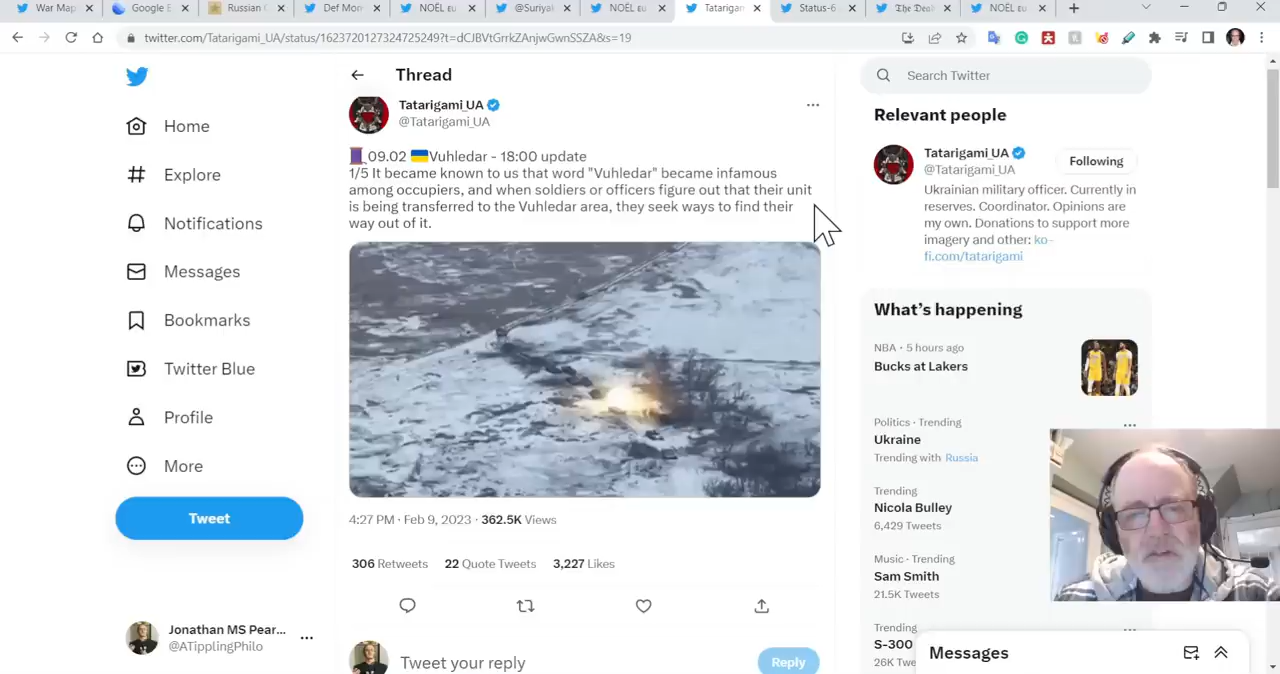 War Map
Google E
Russian C
Def Mon
NOËL eu
@Suriyak
NOËL eu
Tatarigam
Status-6
The Dead
NOËL eu
twitter.com/Tatarigami_UA/status/1623720127324725249?t=dCJBVtGrrkZAnjwGwnSSZA&s=19
Thread
Search Twitter
Home
Explore
Notifications
Messages
Bookmarks
Twitter Blue
Profile
More
Tweet
Jonathan MS Pear...
@ATipplingPhilo
Tatarigami_UA
@Tatarigami_UA
09.02 Vuhledar - 18:00 update
1/5 It became known to us that word "Vuhledar" became infamous
among occupiers, and when soldiers or officers figure out that their unit
is being transferred to the Vuhledar area, they seek ways to find their
way out of it.
4:27 PM · Feb 9, 2023 · 362.5K Views
306 Retweets 22 Quote Tweets 3,227 Likes
Tweet your reply
Reply
Relevant people
Tatarigami_UA
@Tatarigami_UA
Following
Ukrainian military officer. Currently in
reserves. Coordinator. Opinions are
my own. Donations to support more
imagery and other: ko-
fi.com/tatarigami
What's happening
NBA · 5 hours ago
Bucks at Lakers
Politics · Trending
Ukraine
Trending with Russia
Trending
Nicola Bulley
6,429 Tweets
Music · Trending
Sam Smith
21.5K Tweets
Trending
S-300
26K Twee
Messages